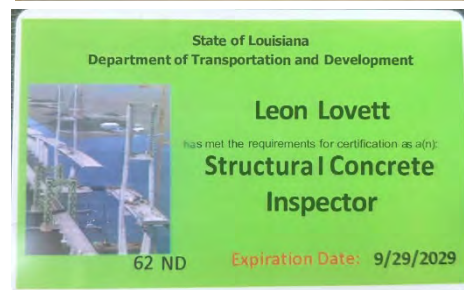 State of Louisiana
Department of Transportation and Development
Leon Lovett
has met the requirements for certification as a(n):
Structural Concrete
Inspector
62 ND Expiration Date: 9/29/2029